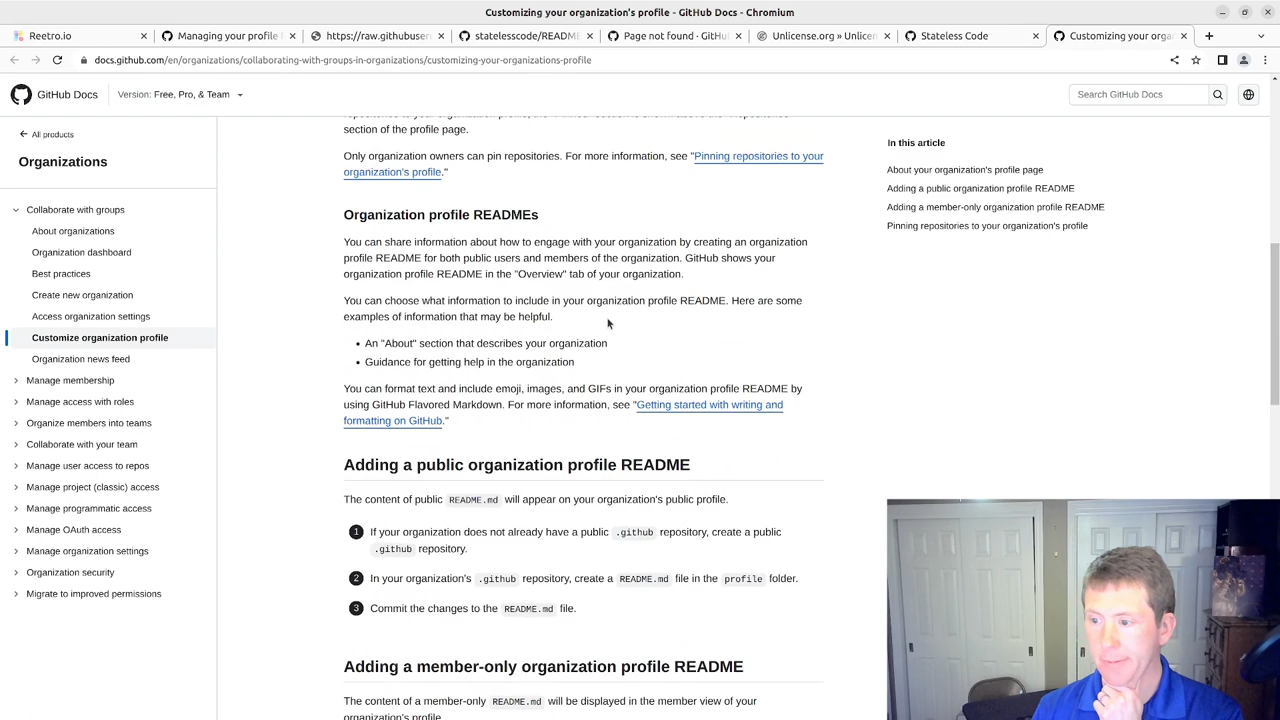 Customizing your organization's profile - GitHub Docs - Chromium
Reetro.io
Managing your profile R
https://raw.githubuserc
statelesscode/README
Page not found · GitHub
Unlicense.org » Unlicen
Stateless Code
Customizing your organi
docs.github.com/en/organizations/collaborating-with-groups-in-organizations/customizing-your-organizations-profile
GitHub Docs
Version: Free, Pro, & Team
Search GitHub Docs
All products
Organizations
Collaborate with groups
About organizations
Organization dashboard
Best practices
Create new organization
Access organization settings
Customize organization profile
Organization news feed
Manage membership
Manage access with roles
Organize members into teams
Collaborate with your team
Manage user access to repos
Manage project (classic) access
Manage programmatic access
Manage OAuth access
Manage organization settings
Organization security
Migrate to improved permissions
section of the profile page.
Only organization owners can pin repositories. For more information, see "Pinning repositories to your
organization's profile."
Organization profile READMEs
You can share information about how to engage with your organization by creating an organization
profile README for both public users and members of the organization. GitHub shows your
organization profile README in the "Overview" tab of your organization.
You can choose what information to include in your organization profile README. Here are some
examples of information that may be helpful.
• An "About" section that describes your organization
• Guidance for getting help in the organization
You can format text and include emoji, images, and GIFs in your organization profile README by
using GitHub Flavored Markdown. For more information, see "Getting started with writing and
formatting on GitHub."
Adding a public organization profile README
The content of public README.md will appear on your organization's public profile.
1 If your organization does not already have a public .github repository, create a public
.github repository.
2 In your organization's .github repository, create a README.md file in the profile folder.
3 Commit the changes to the README.md file.
Adding a member-only organization profile README
The content of a member-only README.md will be displayed in the member view of your
organization's profile.
In this article
About your organization's profile page
Adding a public organization profile README
Adding a member-only organization profile README
Pinning repositories to your organization's profile